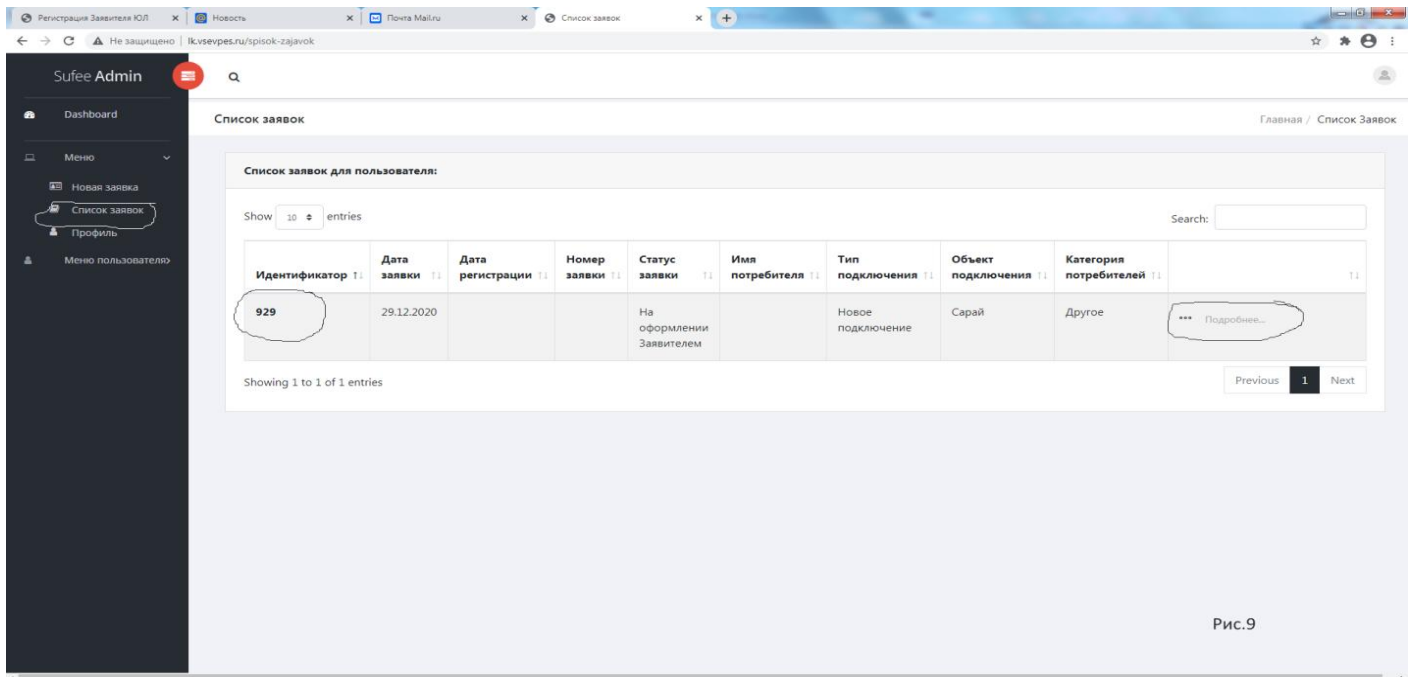 Регистрация Заявителя ЮЛ
Новость
Почта Mail.ru
Список заявок
Не защищено | lk.vsevpes.ru/spisok-zajavok
Sufee Admin
Dashboard
Список заявок
Главная / Список Заявок
Меню
Новая заявка
Список заявок
Профиль
Меню пользователя
Список заявок для пользователя:
Show 10 entries
Search:
Идентификатор
Дата
заявки
Дата
регистрации
Номер
заявки
Статус
заявки
Имя
потребителя
Тип
подключения
Объект
подключения
Категория
потребителей
929
29.12.2020
На
оформлении
Заявителем
Новое
подключение
Сарай
Другое
*** Подробнее...
Showing 1 to 1 of 1 entries
Previous 1 Next
Рис.9